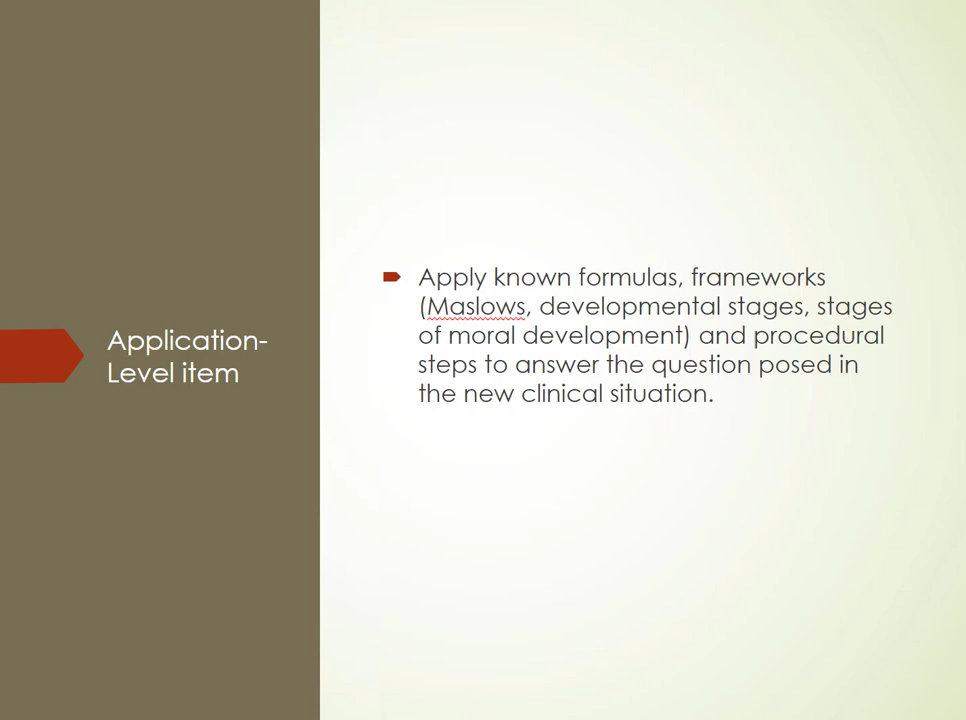 Application-
Level item
Apply known formulas, frameworks
(Maslows, developmental stages, stages
of moral development) and procedural
steps to answer the question posed in
the new clinical situation.